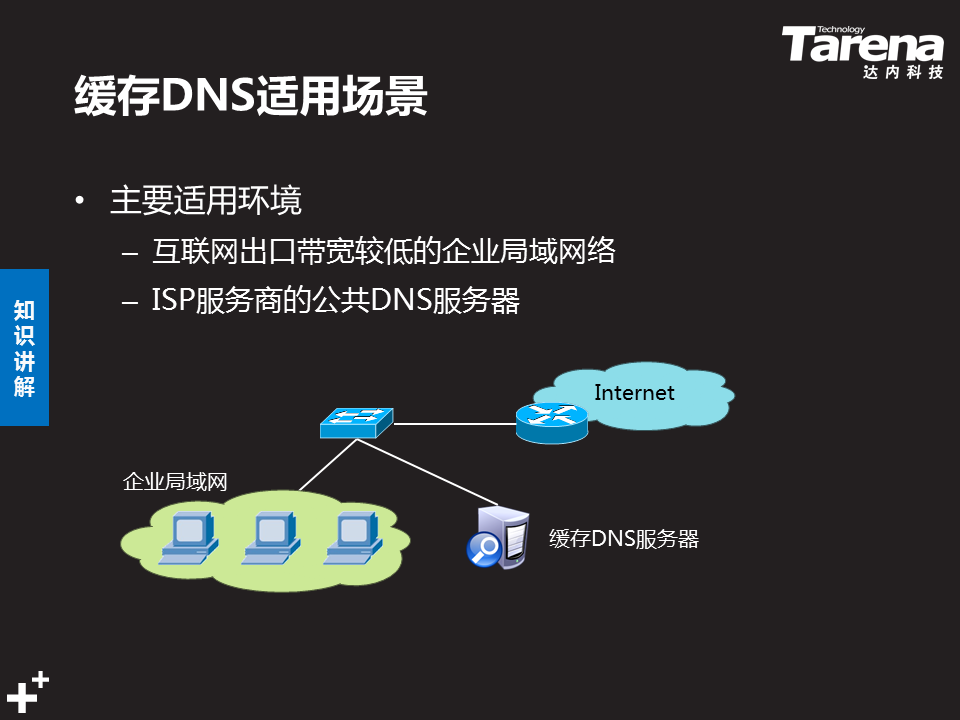 Technology
Tarena
达内科技
缓存DNS适用场景
• 主要适用环境
– 互联网出口带宽较低的企业局域网络
– ISP服务商的公共DNS服务器
知
识
讲
解
Internet
企业局域网
缓存DNS服务器